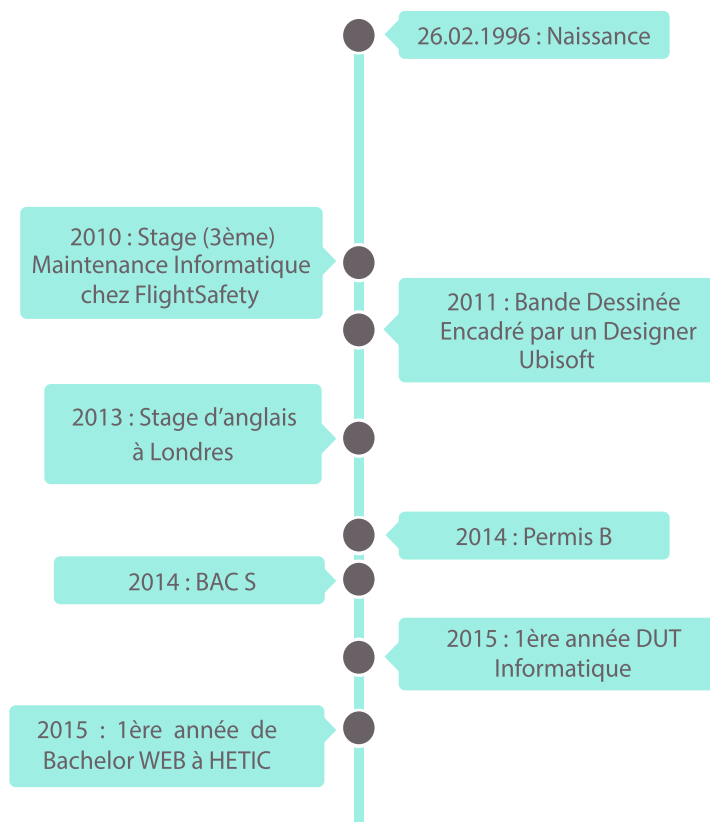 26.02.1996 : Naissance
2010 : Stage (3ème)
Maintenance Informatique
chez FlightSafety
2011 : Bande Dessinée
Encadré par un Designer
Ubisoft
2013 : Stage d’anglais
à Londres
2014 : Permis B
2014 : BAC S
2015 : 1ère année DUT
Informatique
2015 : 1ère année de
Bachelor WEB à HETIC